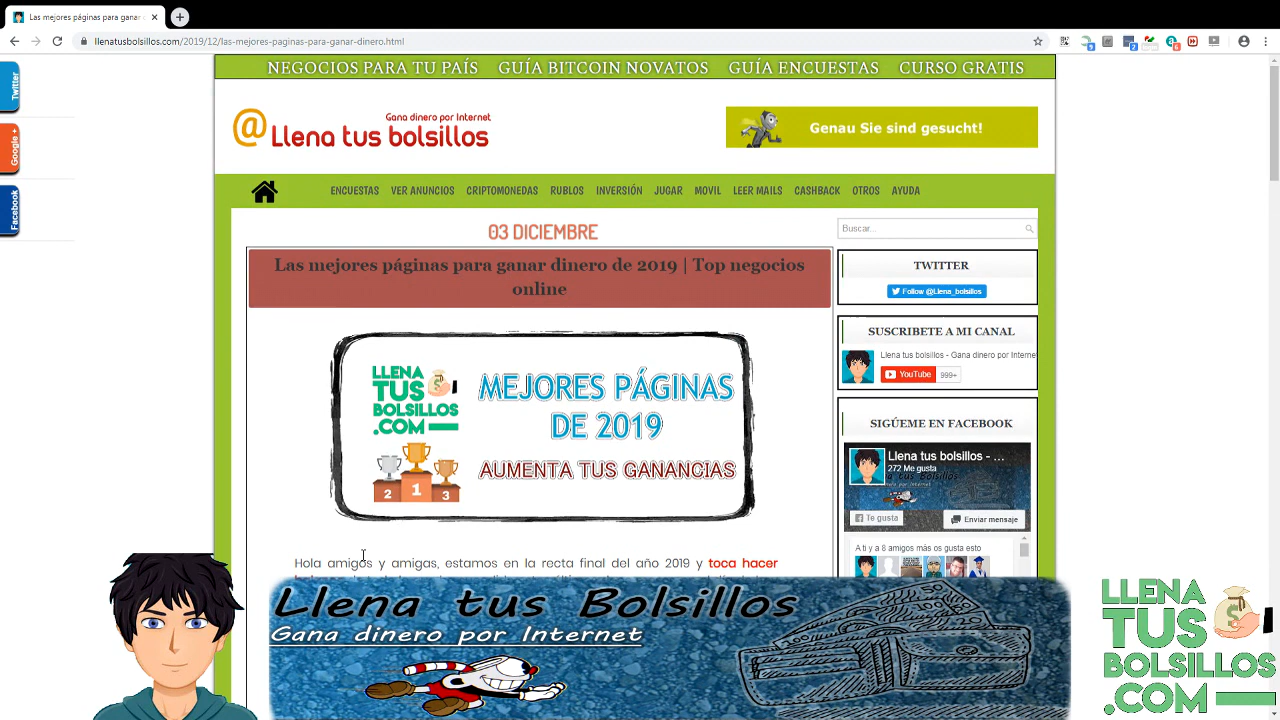 Las mejores páginas para ganar
llenatusbolsillos.com/2019/12/las-mejores-paginas-para-ganar-dinero.html
Twitter
Google +
Facebook
NEGOCIOS PARA TU PAÍS GUÍA BITCOIN NOVATOS GUÍA ENCUESTAS CURSO GRATIS
Gana dinero por Internet
@Llena tus bolsillos
Genau Sie sind gesucht!
ENCUESTAS VER ANUNCIOS CRIPTOMONEDAS RUBLOS INVERSIÓN JUGAR MOVIL LEER MAILS CASHBACK OTROS AYUDA
03 DICIEMBRE
Las mejores páginas para ganar dinero de 2019 | Top negocios
online
LLENA
TUS
BOLSILLOS
.COM
MEJORES PÁGINAS
DE 2019
AUMENTA TUS GANANCIAS
2 1 3
Hola amigos y amigas, estamos en la recta final del año 2019 y toca hacer
Buscar...
TWITTER
Follow @Llena_bolsillos
SUSCRIBETE A MI CANAL
Llena tus bolsillos - Gana dinero por Interne
YouTube 999+
SIGÚEME EN FACEBOOK
Llena tus bolsillos - ...
272 Me gusta
Te gusta
Enviar mensaje
A ti y a 8 amigos más os gusta esto
Llena tus Bolsillos
Gana dinero por Internet
LLENA
TUS
BOLSILLOS
.COM